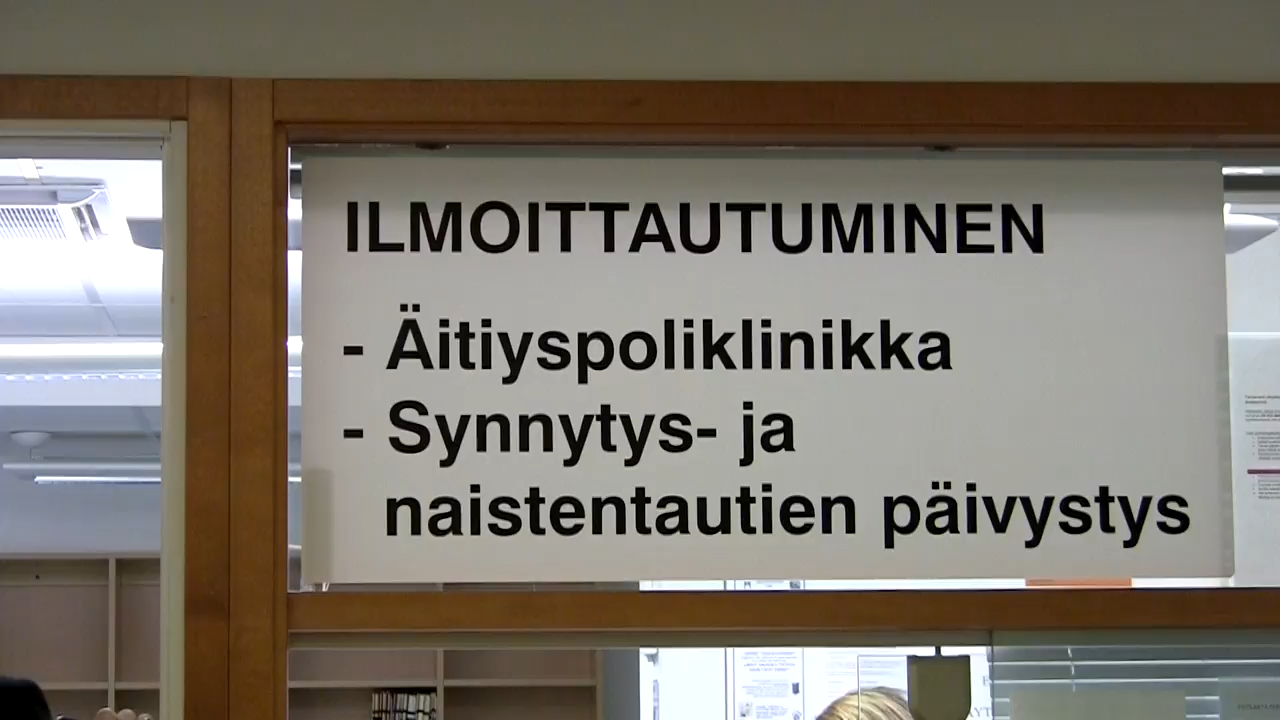 ILMOITTAUTUMINEN
- Äitiyspoliklinikka
- Synnytys- ja
naistentautien päivystys